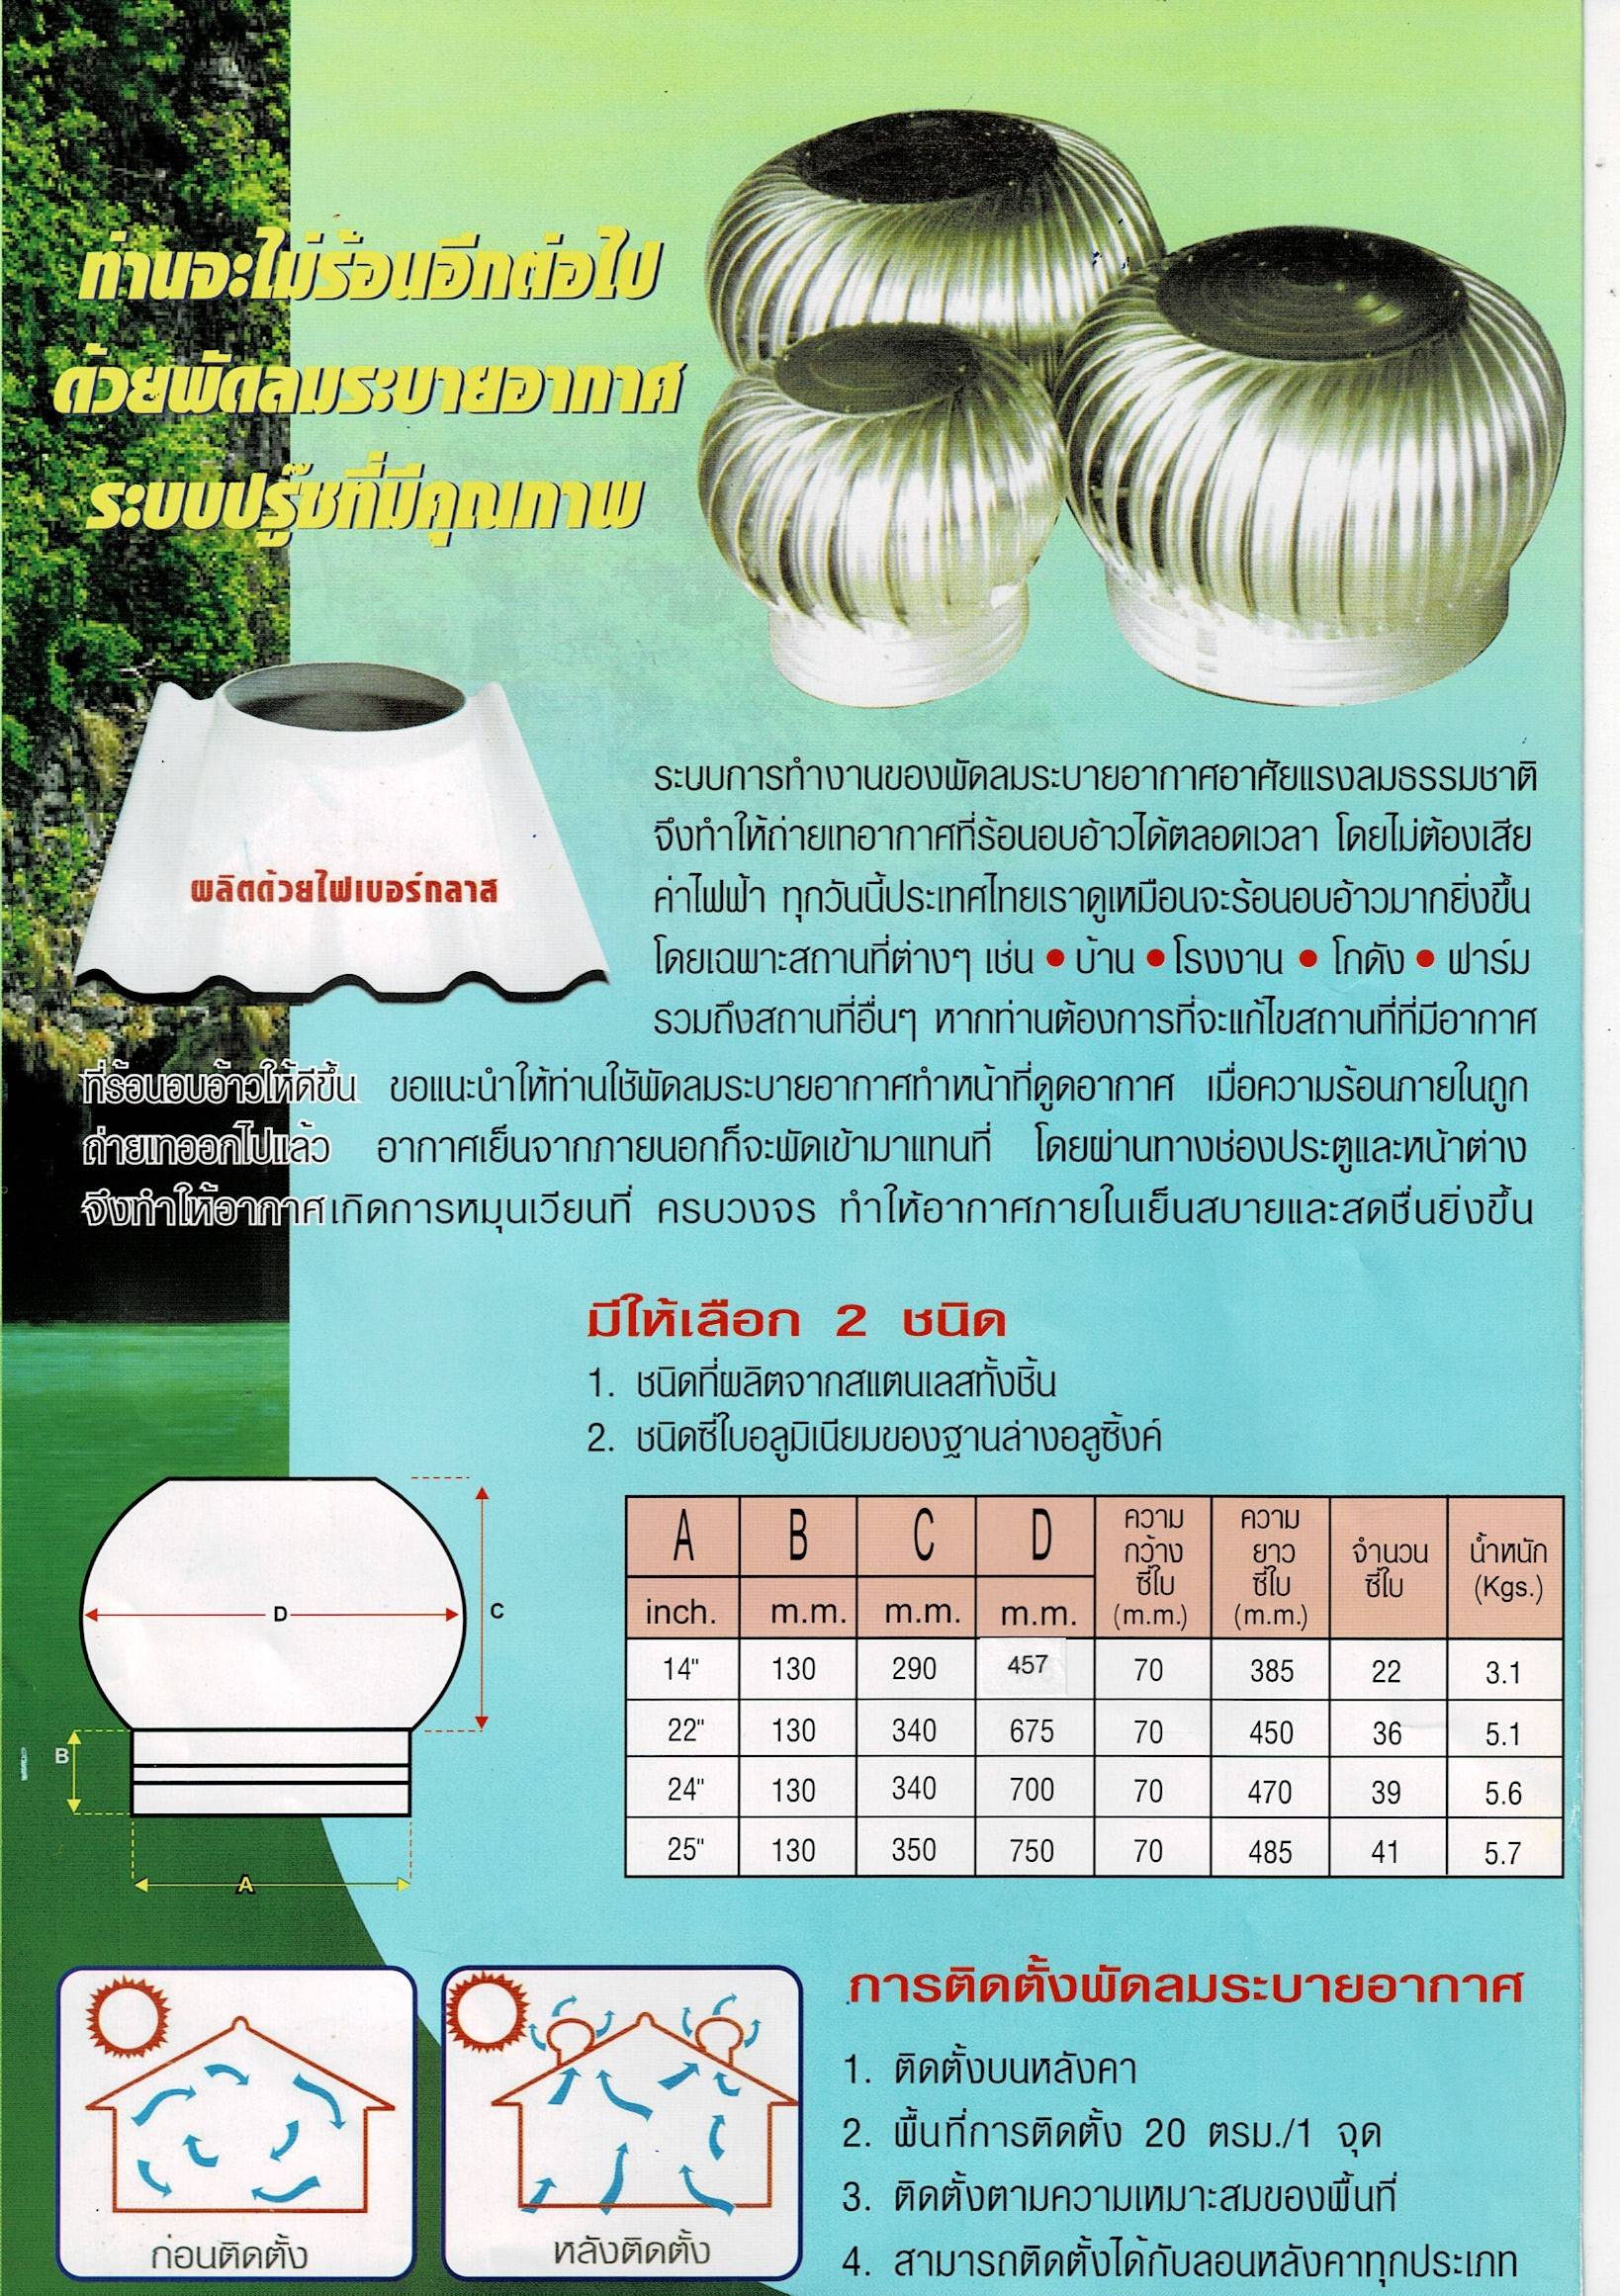 ท่านจะไม่ร้อนอีกต่อไป
ด้วยพัดลมระบายอากาศ
ระบบปรู๊ซที่มีคุณภาพ
ผลิตด้วยไฟเบอร์กลาส
ระบบการทำงานของพัดลมระบายอากาศอาศัยแรงลมธรรมชาติ
จึงทำให้ถ่ายเทอากาศที่ร้อนอบอ้าวได้ตลอดเวลา โดยไม่ต้องเสีย
ค่าไฟฟ้า ทุกวันนี้ประเทศไทยเราดูเหมือนจะร้อนอบอ้าวมากยิ่งขึ้น
โดยเฉพาะสถานที่ต่างๆ เช่น • บ้าน • โรงงาน • โกดัง • ฟาร์ม
รวมถึงสถานที่อื่นๆ หากท่านต้องการที่จะแก้ไขสถานที่ที่มีอากาศ
ที่ร้อนอบอ้าวให้ดีขึ้น ขอแนะนำให้ท่านใช้พัดลมระบายอากาศทำหน้าที่ดูดอากาศ เมื่อความร้อนภายในถูก
ถ่ายเทออกไปแล้ว อากาศเย็นจากภายนอกก็จะพัดเข้ามาแทนที่ โดยผ่านทางช่องประตูและหน้าต่าง
จึงทำให้อากาศเกิดการหมุนเวียนที่ ครบวงจร ทำให้อากาศภายในเย็นสบายและสดชื่นยิ่งขึ้น
มีให้เลือก 2 ชนิด
1. ชนิดที่ผลิตจากสแตนเลสทั้งชิ้น
2. ชนิดซี่ใบอลูมิเนียมของฐานล่างอลูซิ้งค์
D
C
B
A
A B C D ความกว้างซี่ใบ (m.m.) ความยาวซี่ใบ (m.m.) จำนวนซี่ใบ น้ำหนัก (Kgs.)
inch. m.m. m.m. m.m.
14" 130 290 457 70 385 22 3.1
22" 130 340 675 70 450 36 5.1
24" 130 340 700 70 470 39 5.6
25" 130 350 750 70 485 41 5.7
ก่อนติดตั้ง
หลังติดตั้ง
การติดตั้งพัดลมระบายอากาศ
1. ติดตั้งบนหลังคา
2. พื้นที่การติดตั้ง 20 ตรม./1 จุด
3. ติดตั้งตามความเหมาะสมของพื้นที่
4. สามารถติดตั้งได้กับลอนหลังคาทุกประเภท